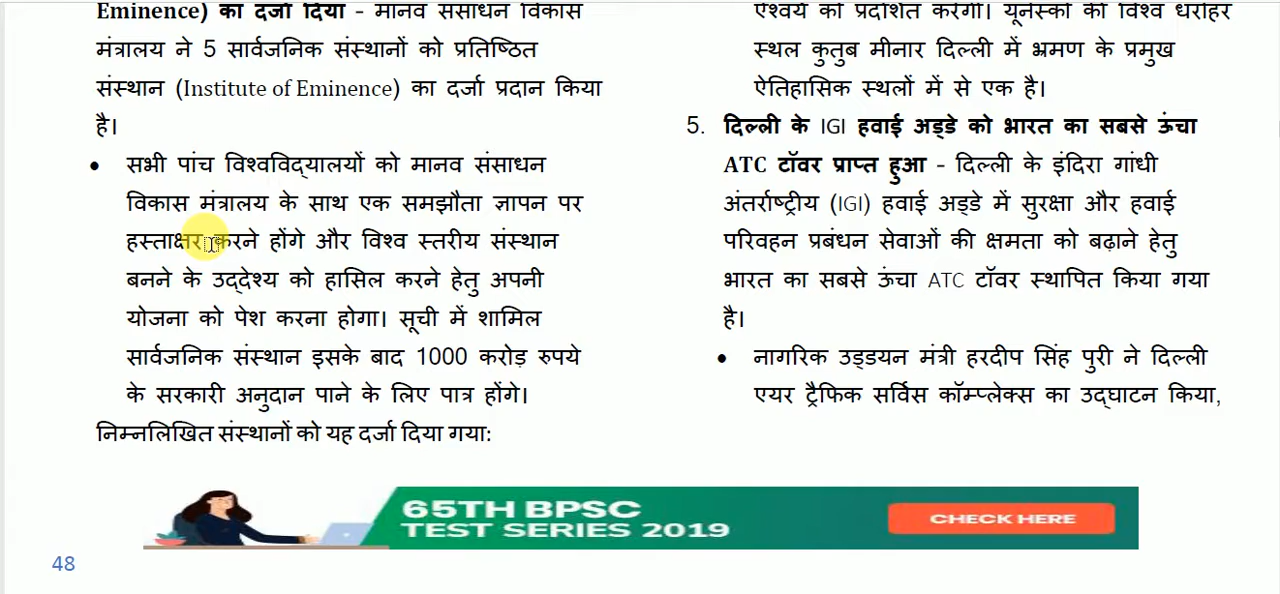 Eminence) का दर्जा दिया - मानव संसाधन विकास
मंत्रालय ने 5 सार्वजनिक संस्थानों को प्रतिष्ठित
संस्थान (Institute of Eminence) का दर्जा प्रदान किया
है।
• सभी पांच विश्वविद्यालयों को मानव संसाधन
विकास मंत्रालय के साथ एक समझौता ज्ञापन पर
हस्ताक्षर करने होंगे और विश्व स्तरीय संस्थान
बनने के उद्देश्य को हासिल करने हेतु अपनी
योजना को पेश करना होगा। सूची में शामिल
सार्वजनिक संस्थान इसके बाद 1000 करोड़ रुपये
के सरकारी अनुदान पाने के लिए पात्र होंगे।
निम्नलिखित संस्थानों को यह दर्जा दिया गया:
ऐश्वर्य को प्रदर्शित करेगी। यूनेस्को की विश्व धरोहर
स्थल कुतुब मीनार दिल्ली में भ्रमण के प्रमुख
ऐतिहासिक स्थलों में से एक है।
5. दिल्ली के IGI हवाई अड्डे को भारत का सबसे ऊंचा
ATC टॉवर प्राप्त हुआ - दिल्ली के इंदिरा गांधी
अंतर्राष्ट्रीय (IGI) हवाई अड्डे में सुरक्षा और हवाई
परिवहन प्रबंधन सेवाओं की क्षमता को बढ़ाने हेतु
भारत का सबसे ऊंचा ATC टॉवर स्थापित किया गया
है।
• नागरिक उड्डयन मंत्री हरदीप सिंह पुरी ने दिल्ली
एयर ट्रैफिक सर्विस कॉम्प्लेक्स का उद्घाटन किया,
65TH BPSC
TEST SERIES 2019
CHECK HERE
48